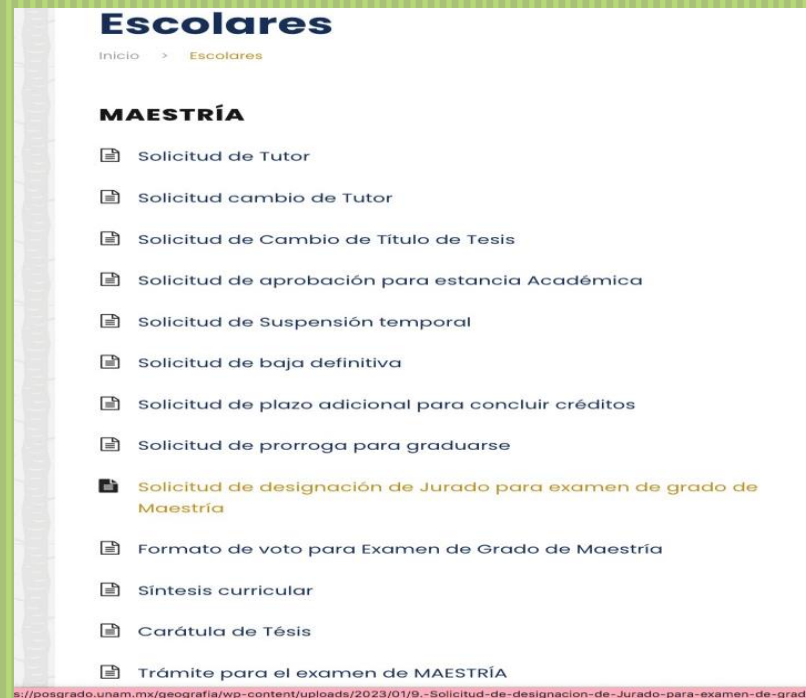 Escolares
Inicio > Escolares
MAESTRÍA
Solicitud de Tutor
Solicitud cambio de Tutor
Solicitud de Cambio de Título de Tesis
Solicitud de aprobación para estancia Académica
Solicitud de Suspensión temporal
Solicitud de baja definitiva
Solicitud de plazo adicional para concluir créditos
Solicitud de prorroga para graduarse
Solicitud de designación de Jurado para examen de grado de
Maestría
Formato de voto para Examen de Grado de Maestría
Síntesis curricular
Carátula de Tésis
Trámite para el examen de MAESTRÍA
s://posgrado.unam.mx/geografia/wp-content/uploads/2023/01/9.-Solicitud-de-designacion-de-Jurado-para-examen-de-grad